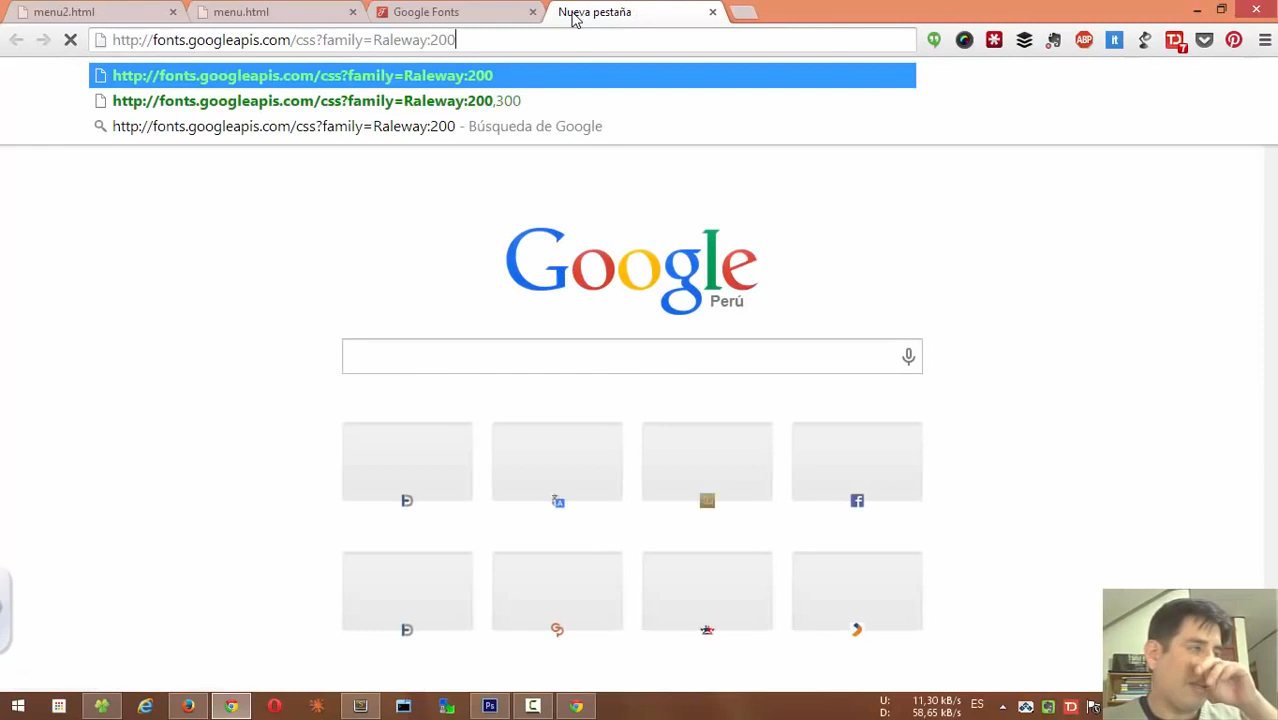 menu2.html
menu.html
Google Fonts
Nueva pestaña
http://fonts.googleapis.com/css?family=Raleway:200
7
http://fonts.googleapis.com/css?family=Raleway:200
http://fonts.googleapis.com/css?family=Raleway:200,300
http://fonts.googleapis.com/css?family=Raleway:200 - Búsqueda de Google
Google
Perú
U: 11,30 kB/s
D: 58,65 kB/s
ES